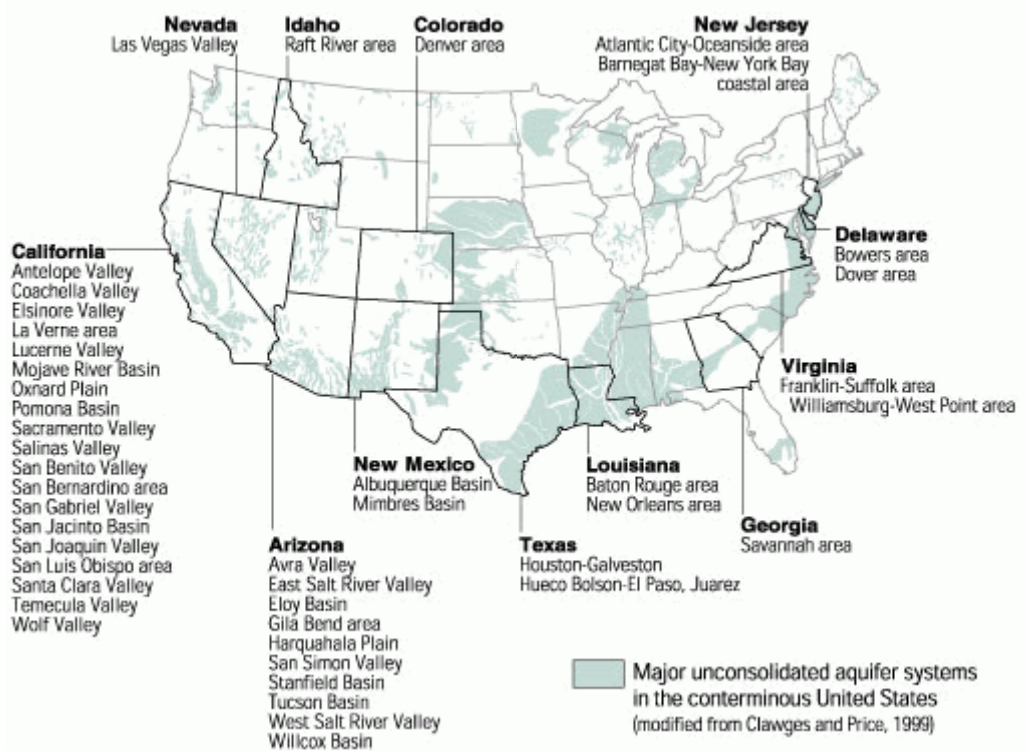 Nevada
Las Vegas Valley
Idaho
Raft River area
Colorado
Denver area
New Jersey
Atlantic City-Oceanside area
Barnegat Bay-New York Bay
coastal area
California
Antelope Valley
Coachella Valley
Elsinore Valley
La Verne area
Lucerne Valley
Mojave River Basin
Oxnard Plain
Pomona Basin
Sacramento Valley
Salinas Valley
San Benito Valley
San Bernardino area
San Gabriel Valley
San Jacinto Basin
San Joaquin Valley
San Luis Obispo area
Santa Clara Valley
Temecula Valley
Wolf Valley
Delaware
Bowers area
Dover area
Virginia
Franklin-Suffolk area
Williamsburg-West Point area
New Mexico
Albuquerque Basin
Mimbres Basin
Louisiana
Baton Rouge area
New Orleans area
Georgia
Savannah area
Arizona
Avra Valley
East Salt River Valley
Eloy Basin
Gila Bend area
Harquahala Plain
San Simon Valley
Stanfield Basin
Tucson Basin
West Salt River Valley
Willcox Basin
Texas
Houston-Galveston
Hueco Bolson-El Paso, Juarez
Major unconsolidated aquifer systems
in the conterminous United States
(modified from Clawges and Price, 1999)